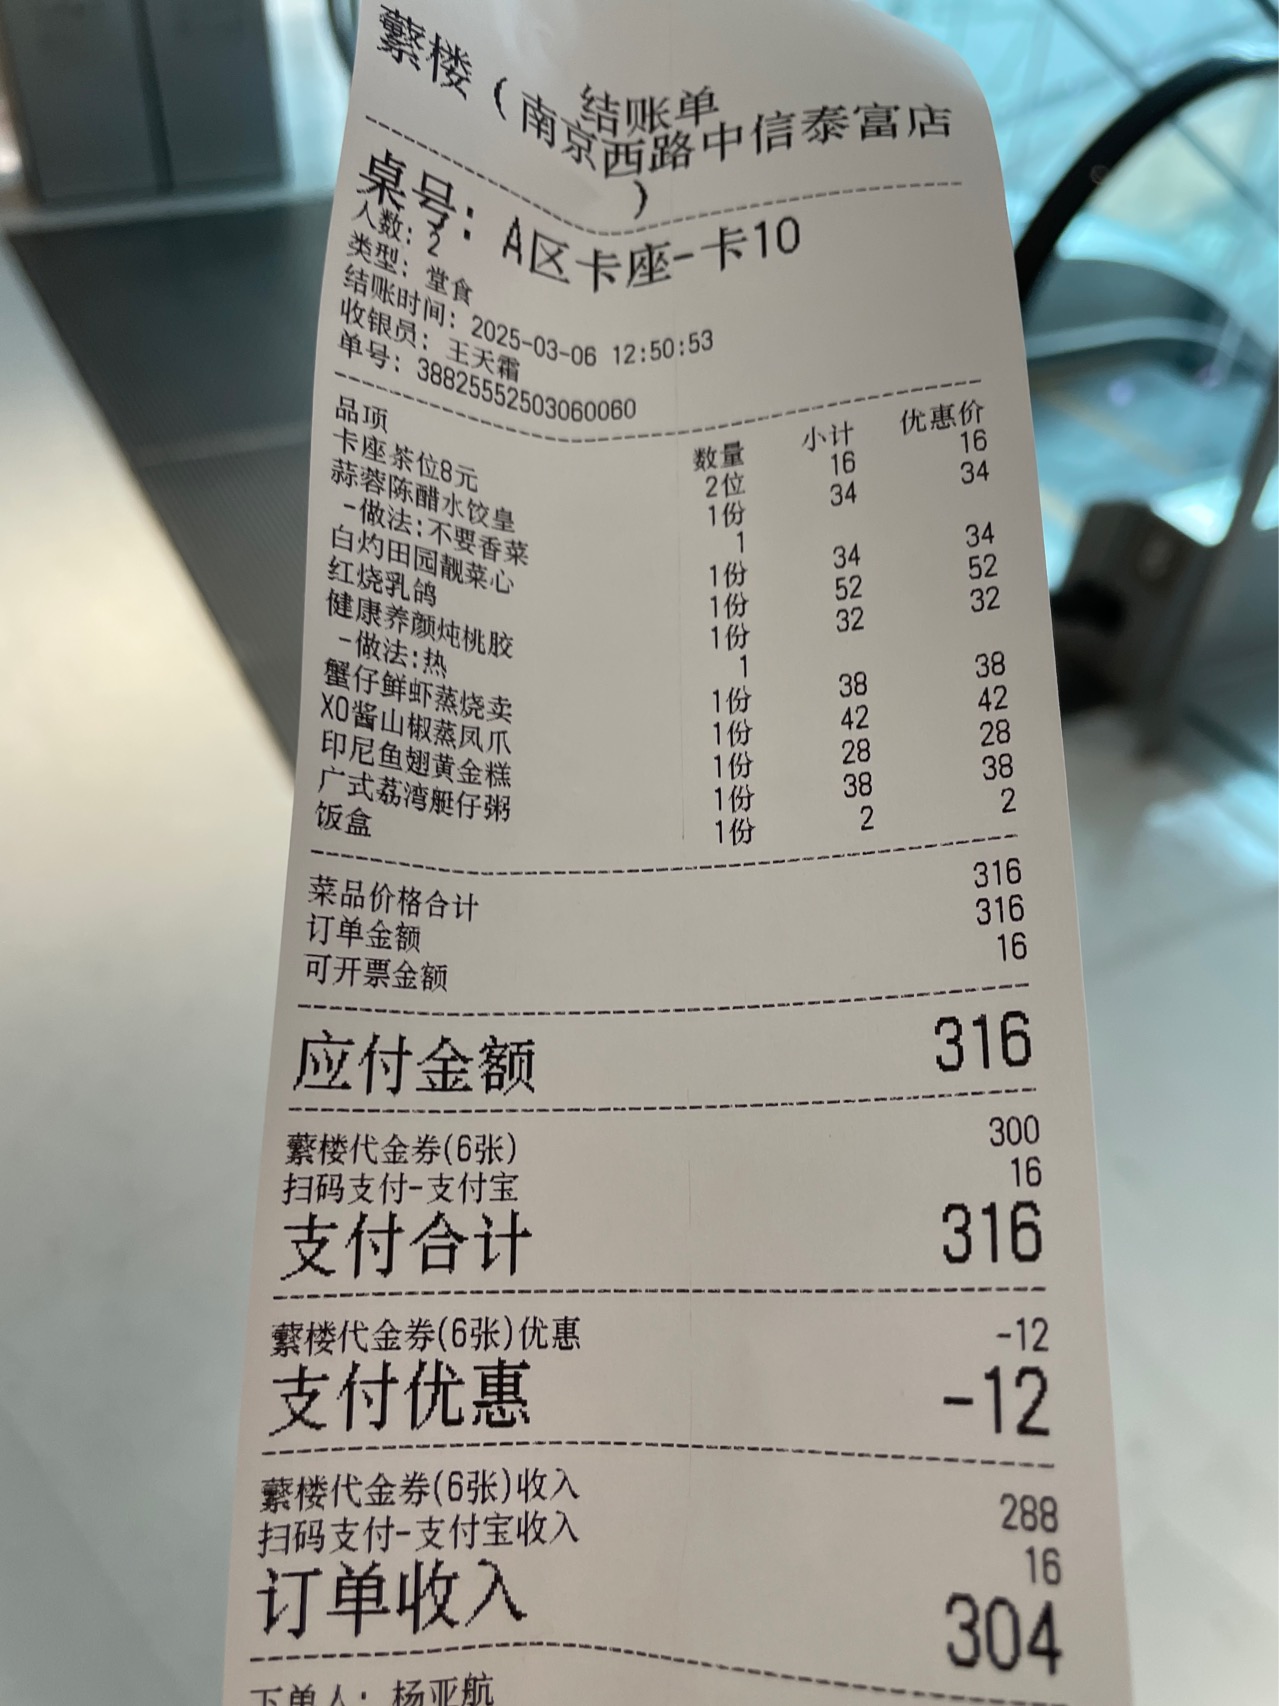 结账单
蘩楼（南京西路中信泰富店
）
桌号：A区卡座-卡10
人数：2
类型：堂食
结账时间：2025-03-06 12:50:53
收银员：王天霜
单号：38825552503060060
品项 数量 小计 优惠价
卡座茶位8元 2位 16 16
蒜蓉陈醋水饺皇 1份 34 34
-做法:不要香菜 1
白灼田园靓菜心 1份 34 34
红烧乳鸽 1份 52 52
健康养颜炖桃胶 1份 32 32
-做法:热 1
蟹仔鲜虾蒸烧卖 1份 38 38
XO酱山椒蒸凤爪 1份 42 42
印尼鱼翅黄金糕 1份 28 28
广式荔湾艇仔粥 1份 38 38
饭盒 1份 2 2
菜品价格合计 316
订单金额 316
可开票金额 16
应付金额 316
蘩楼代金券(6张) 300
扫码支付-支付宝 16
支付合计 316
蘩楼代金券(6张)优惠 -12
支付优惠 -12
蘩楼代金券(6张)收入 288
扫码支付-支付宝收入 16
订单收入 304
下单人：杨亚航